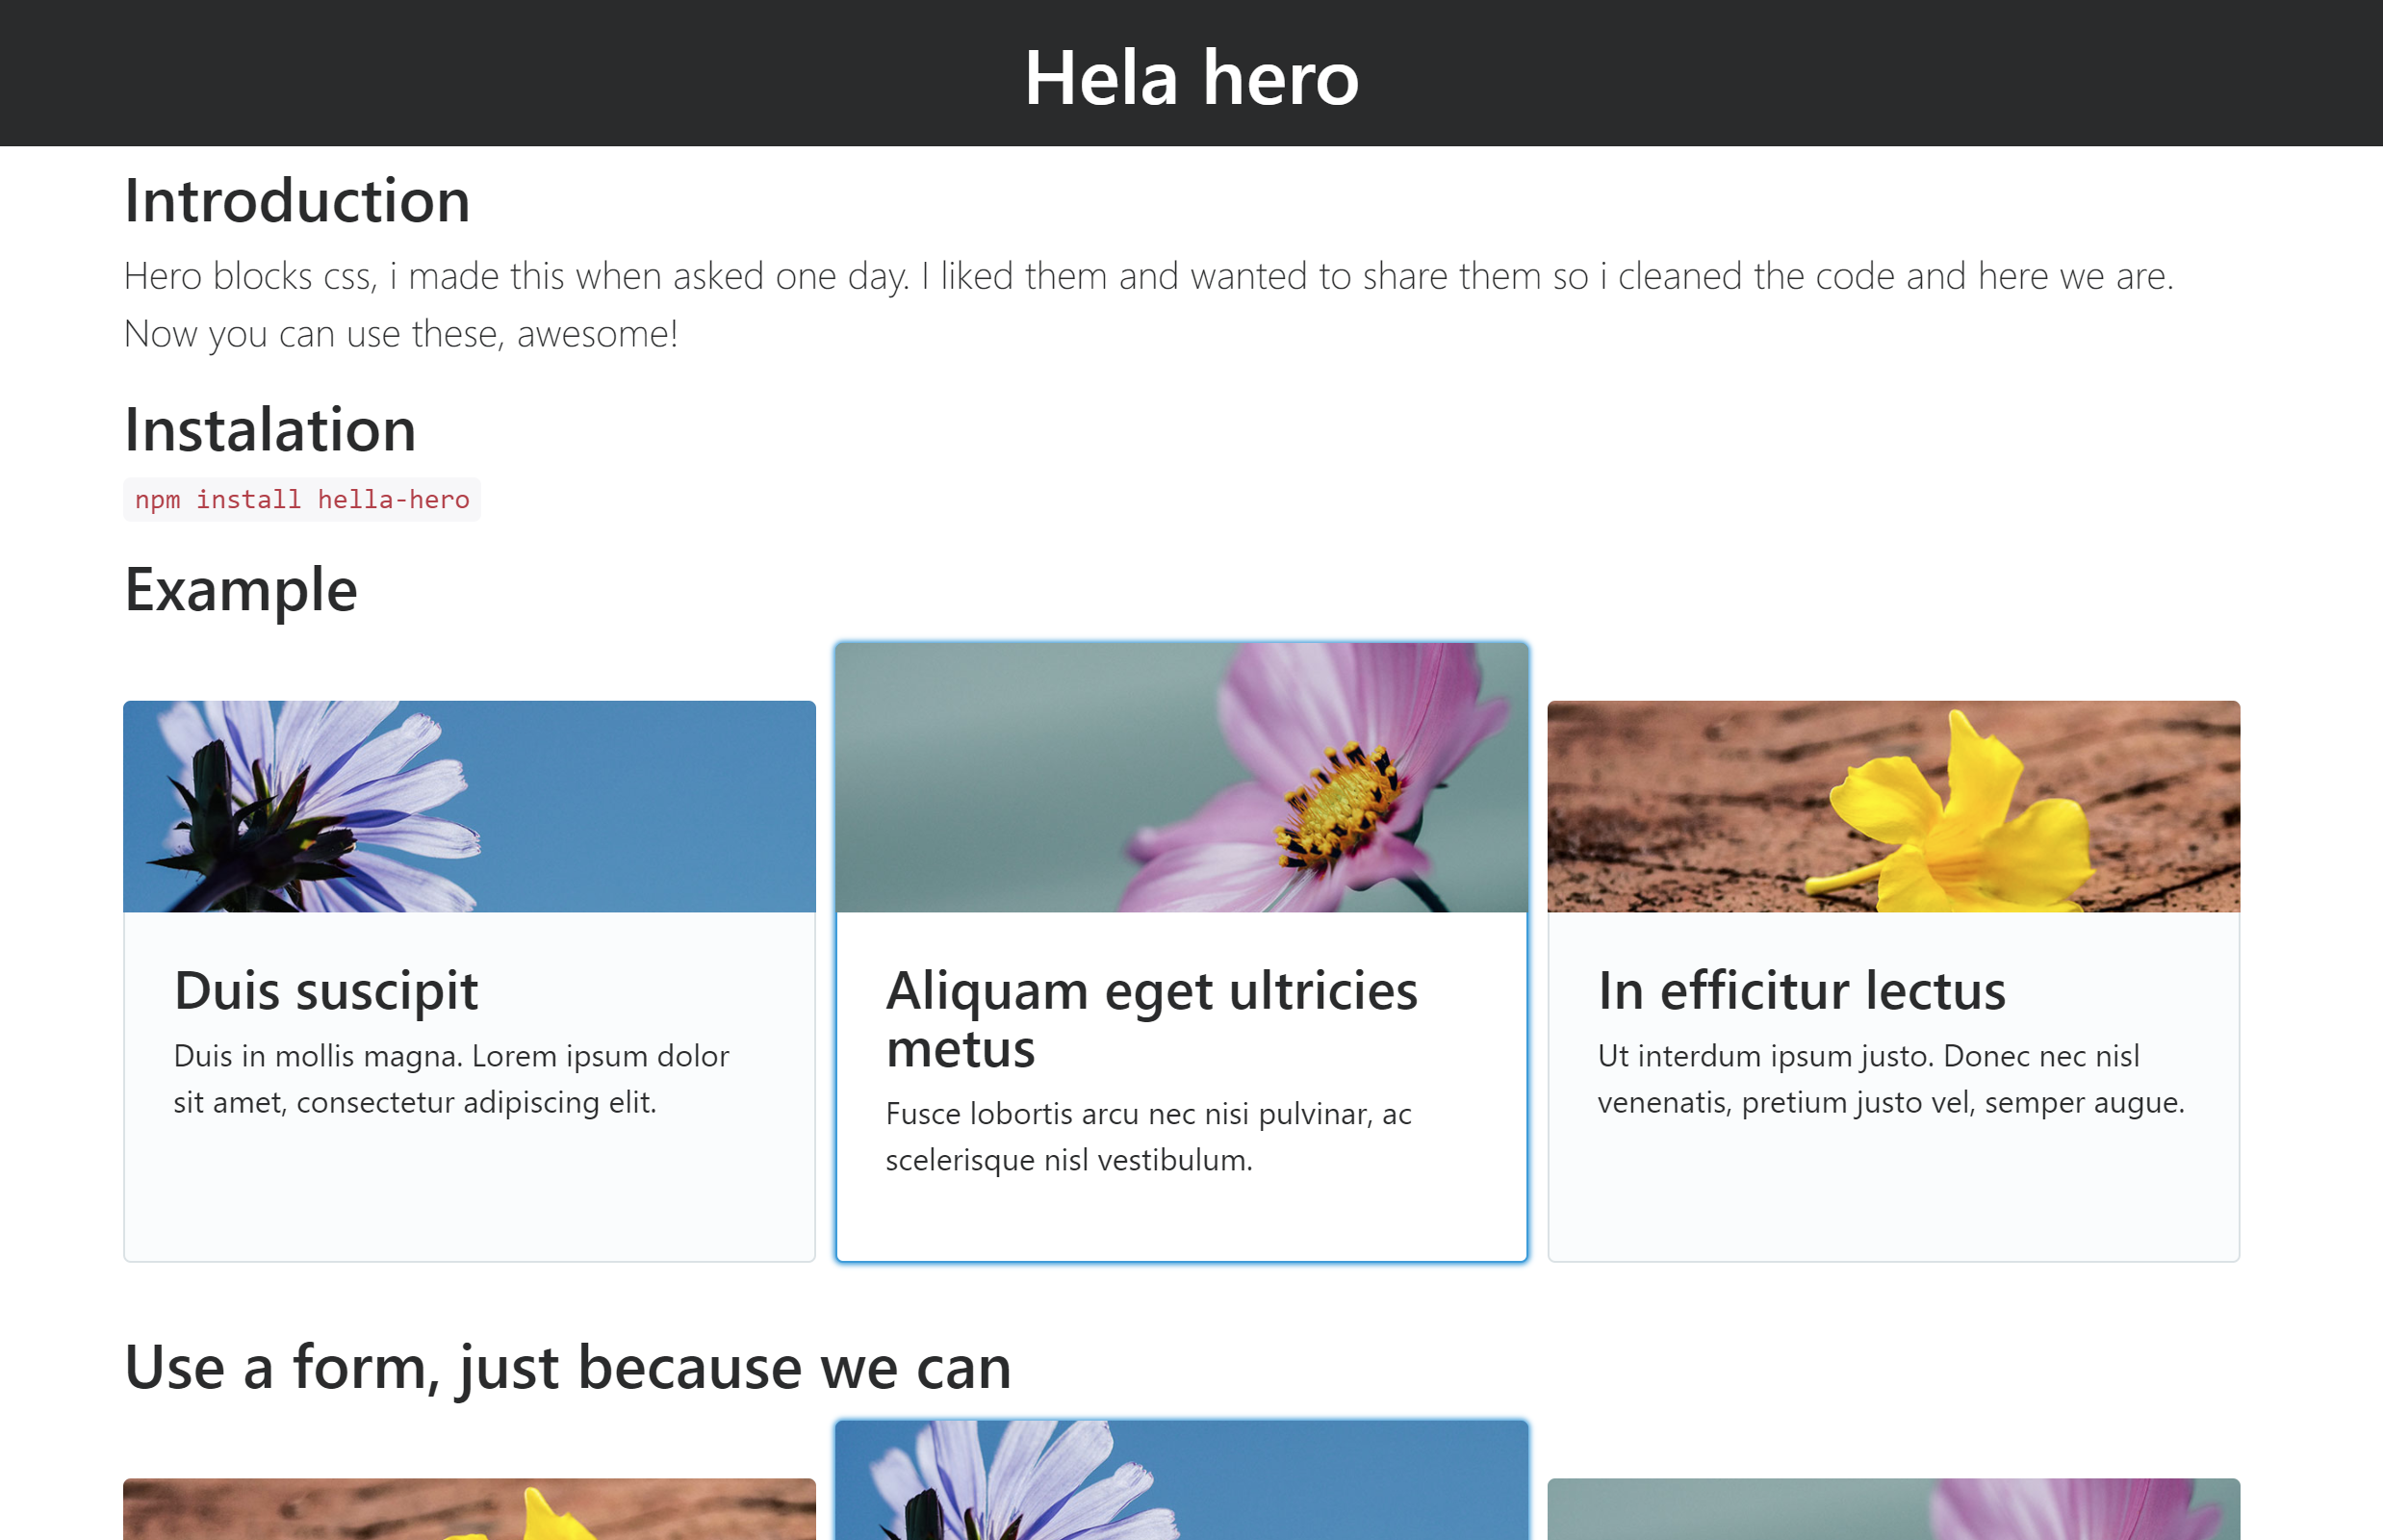 Hela hero
Introduction
Hero blocks css, i made this when asked one day. I liked them and wanted to share them so i cleaned the code and here we are.
Now you can use these, awesome!
Instalation
npm install hella-hero
Example
Duis suscipit
Duis in mollis magna. Lorem ipsum dolor
sit amet, consectetur adipiscing elit.
Aliquam eget ultricies
metus
Fusce lobortis arcu nec nisi pulvinar, ac
scelerisque nisl vestibulum.
In efficitur lectus
Ut interdum ipsum justo. Donec nec nisl
venenatis, pretium justo vel, semper augue.
Use a form, just because we can